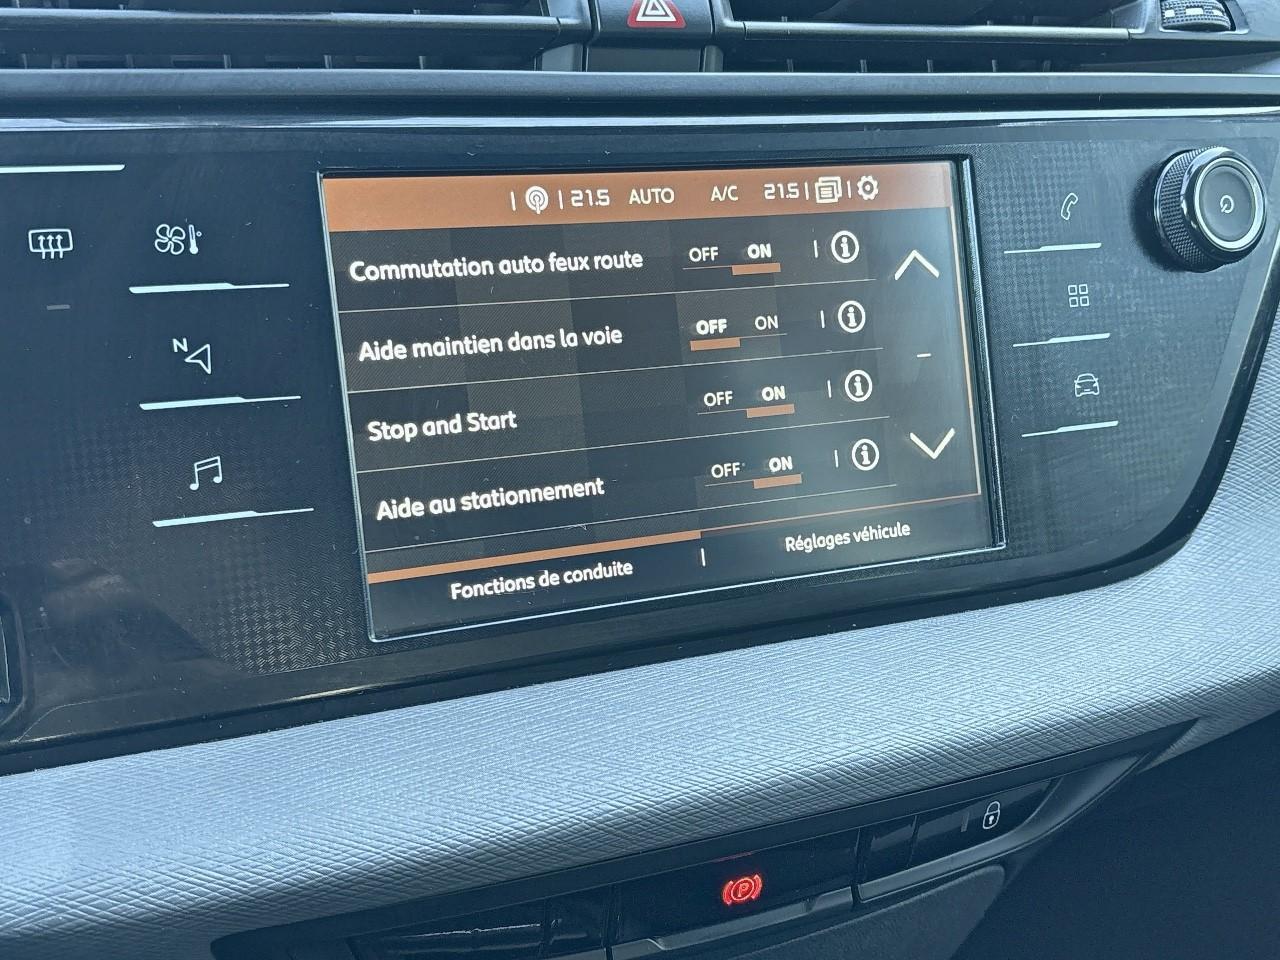 21.5 AUTO A/C 21.5
Commutation auto feux route OFF ON
Aide maintien dans la voie OFF ON
Stop and Start OFF ON
Aide au stationnement OFF ON
Fonctions de conduite Réglages véhicule
N
P